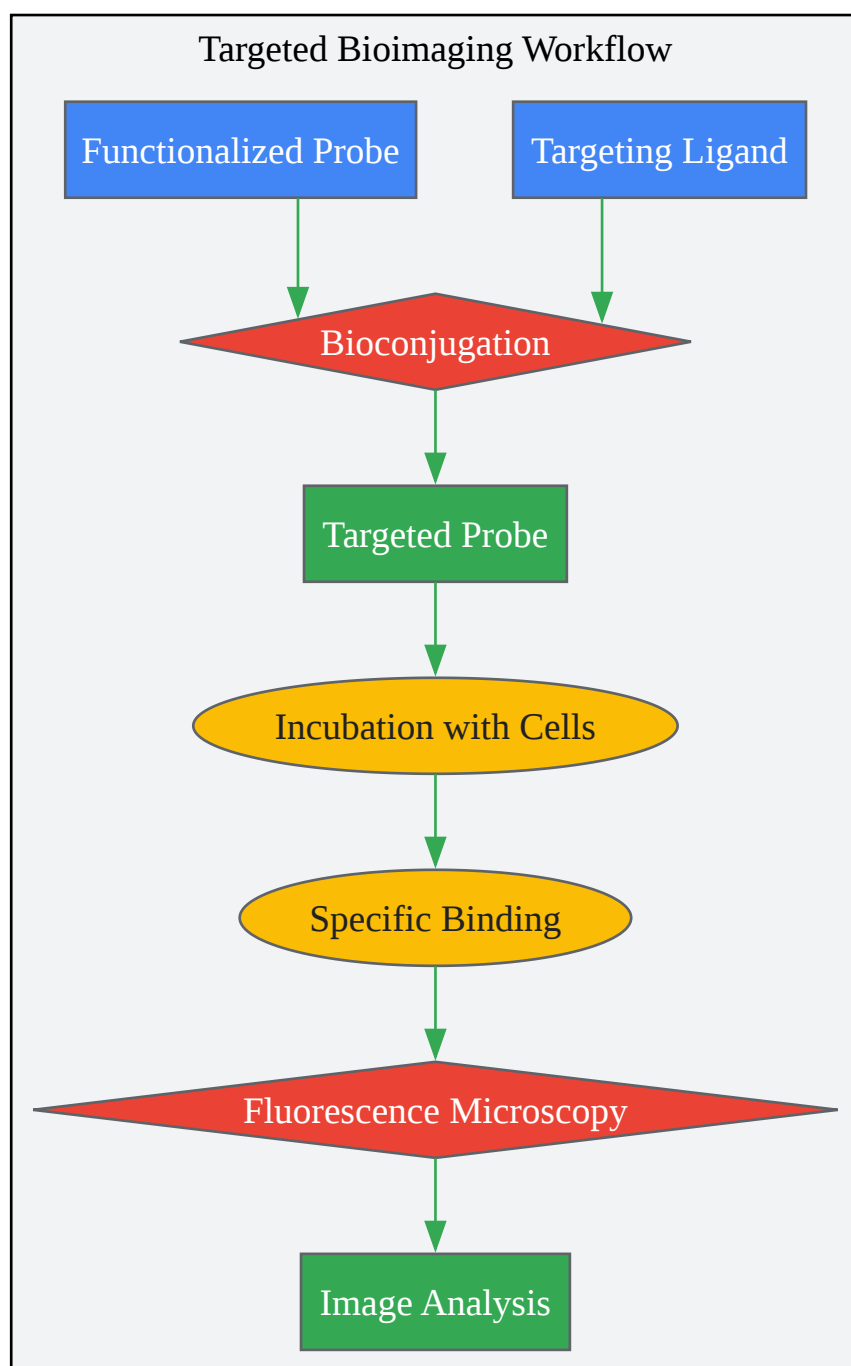 Targeted Bioimaging Workflow
Functionalized Probe
Targeting Ligand
Bioconjugation
Targeted Probe
Incubation with Cells
Specific Binding
Fluorescence Microscopy
Image Analysis